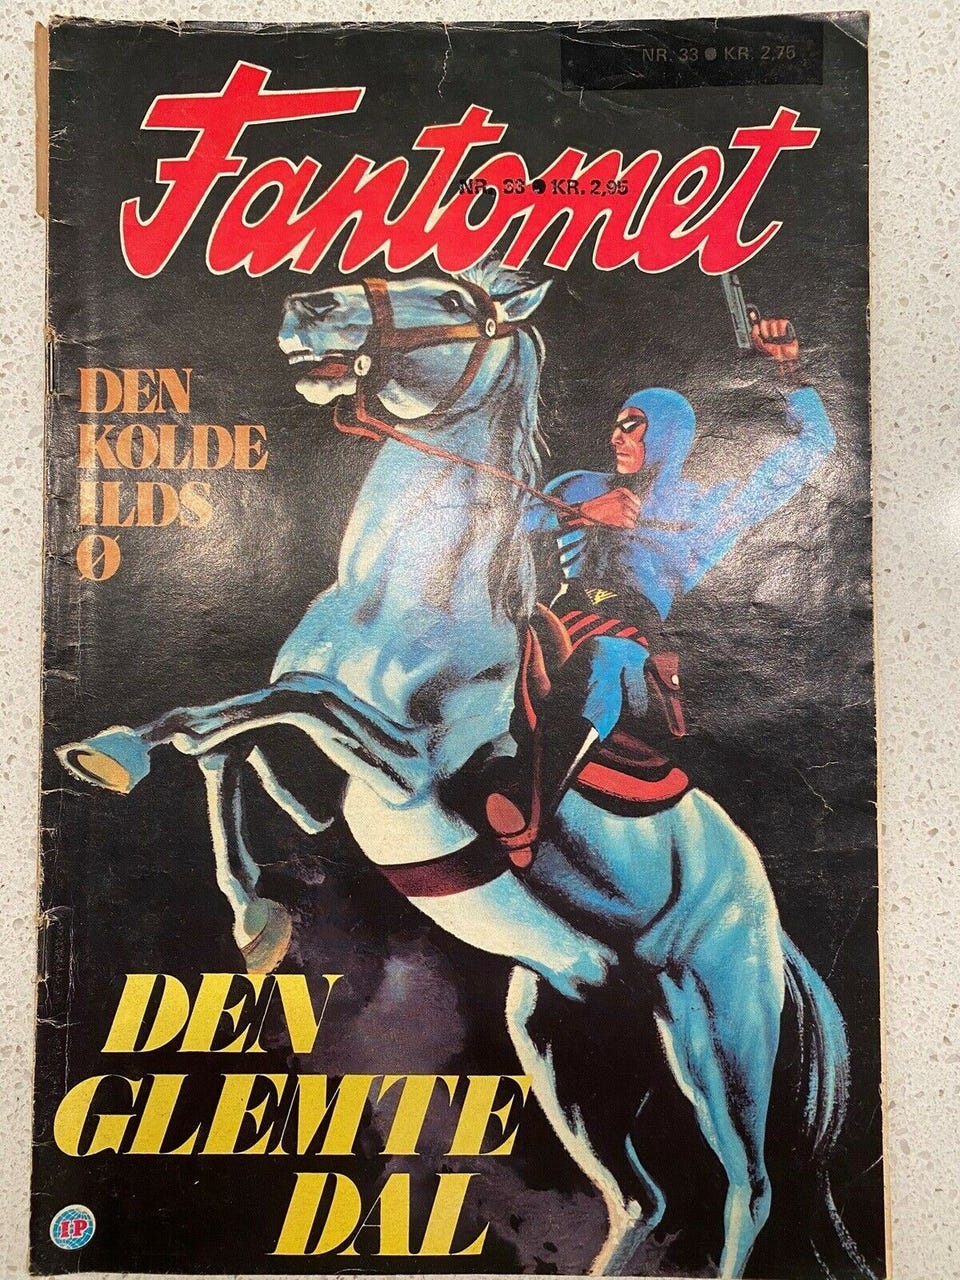 NR. 33 ● KR. 2,75
Fantomet
NR. 33 ● KR. 2,95
DEN
KOLDE
ILDS
Ø
DEN
GLEMTE
DAL
I·P